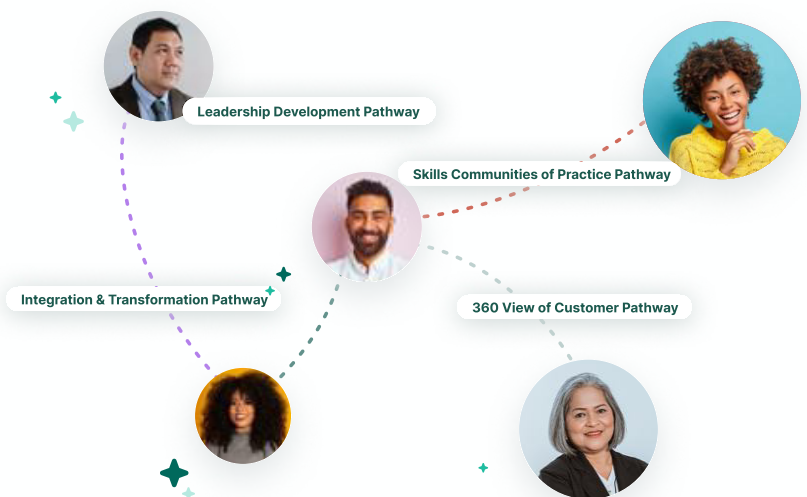 Leadership Development Pathway
Skills Communities of Practice Pathway
Integration & Transformation Pathway
360 View of Customer Pathway